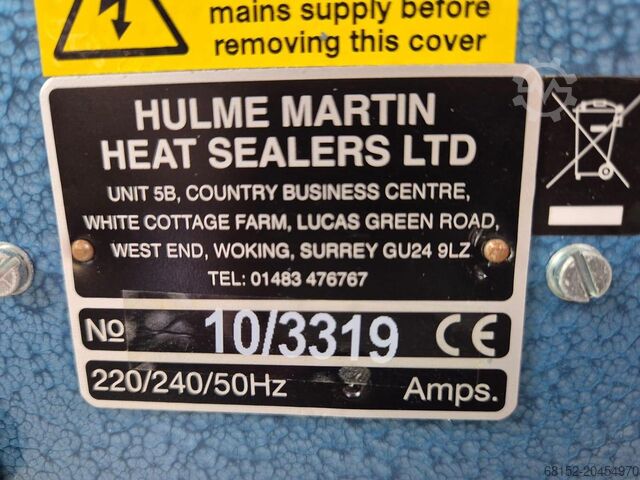 mains supply before
removing this cover
HULME MARTIN
HEAT SEALERS LTD
UNIT 5B, COUNTRY BUSINESS CENTRE,
WHITE COTTAGE FARM, LUCAS GREEN ROAD,
WEST END, WOKING, SURREY GU24 9LZ
TEL: 01483 476767
No 10/3319 CE
220/240/50Hz Amps.
68152-20454970